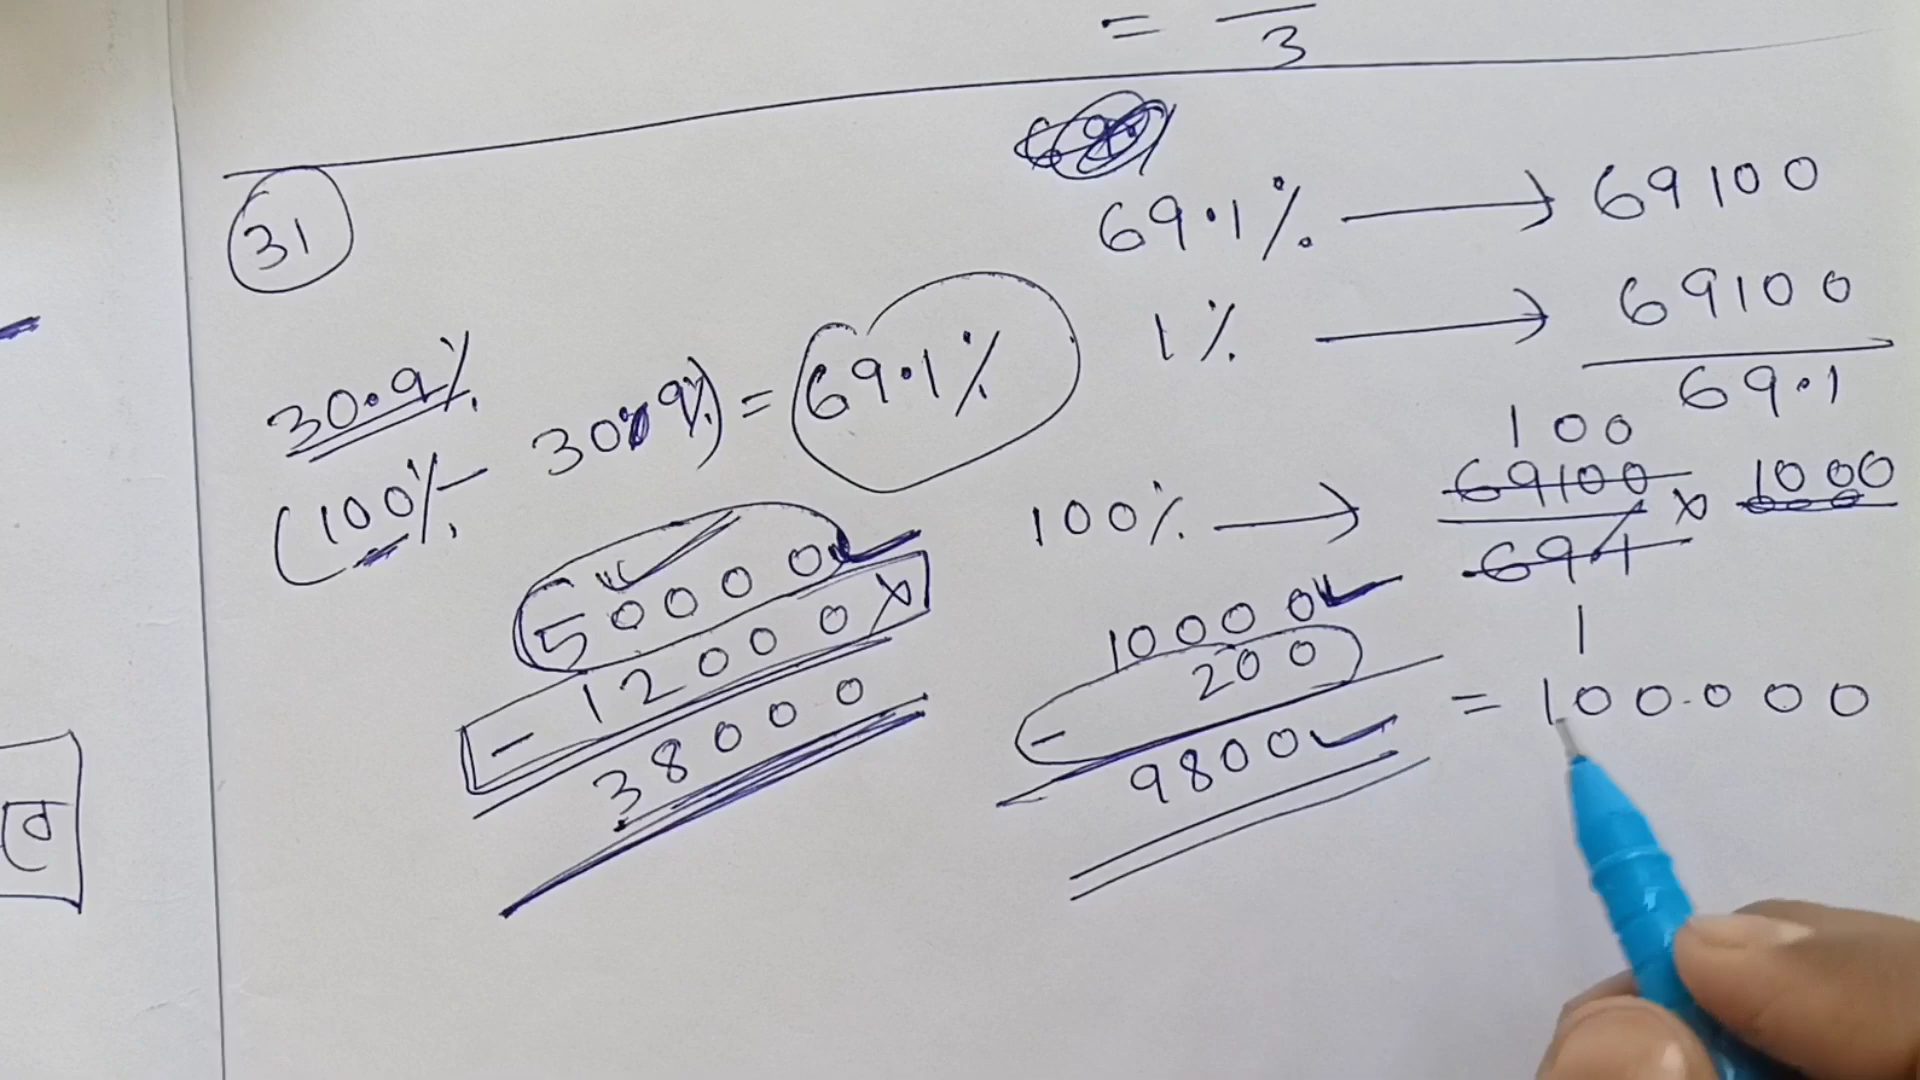 = 3
31
69.1% → 69100
1% → 69100
69.1
30.9%
(100% - 30.9%) = 69.1%
100% → 69100 × 1000
691
100
1
= 100.000
50000
- 12000
38000
10000
- 200
9800
व